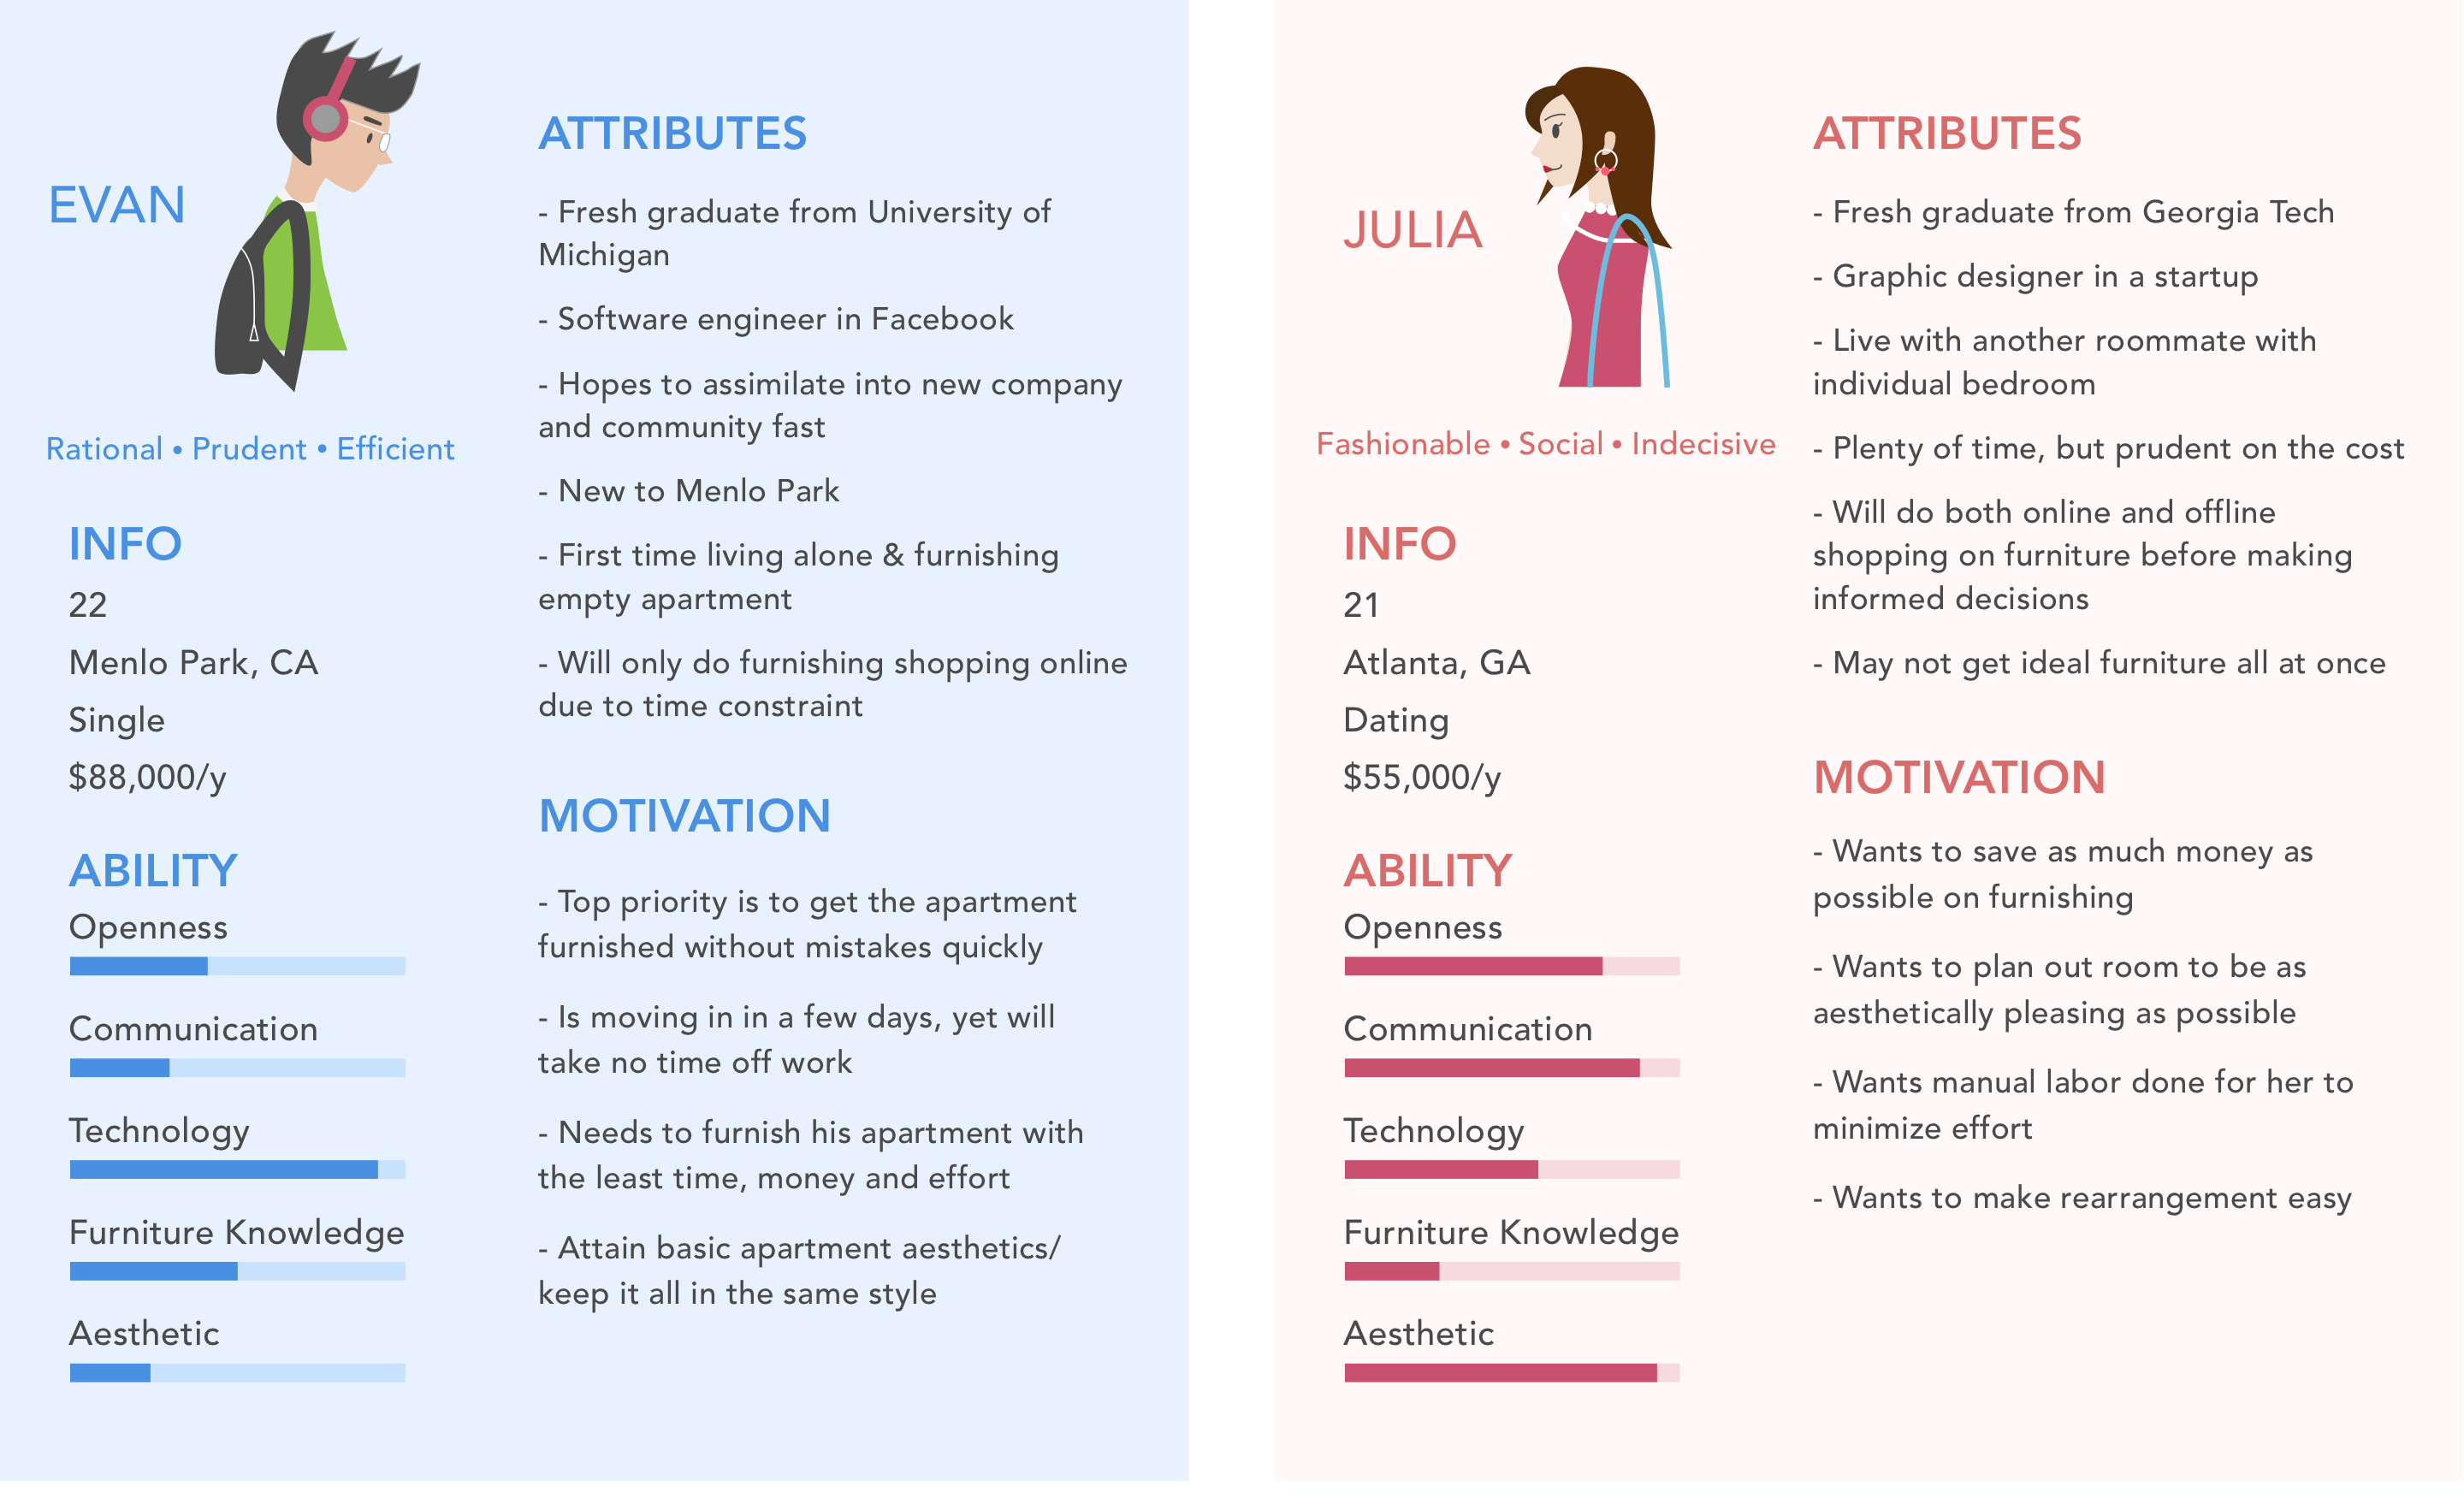 EVAN
Rational • Prudent • Efficient
INFO
22
Menlo Park, CA
Single
$88,000/y
ABILITY
Openness
Communication
Technology
Furniture Knowledge
Aesthetic
ATTRIBUTES
- Fresh graduate from University of
Michigan
- Software engineer in Facebook
- Hopes to assimilate into new company
and community fast
- New to Menlo Park
- First time living alone & furnishing
empty apartment
- Will only do furnishing shopping online
due to time constraint
MOTIVATION
- Top priority is to get the apartment
furnished without mistakes quickly
- Is moving in in a few days, yet will
take no time off work
- Needs to furnish his apartment with
the least time, money and effort
- Attain basic apartment aesthetics/
keep it all in the same style
JULIA
Fashionable • Social • Indecisive
INFO
21
Atlanta, GA
Dating
$55,000/y
ABILITY
Openness
Communication
Technology
Furniture Knowledge
Aesthetic
ATTRIBUTES
- Fresh graduate from Georgia Tech
- Graphic designer in a startup
- Live with another roommate with
individual bedroom
- Plenty of time, but prudent on the cost
- Will do both online and offline
shopping on furniture before making
informed decisions
- May not get ideal furniture all at once
MOTIVATION
- Wants to save as much money as
possible on furnishing
- Wants to plan out room to be as
aesthetically pleasing as possible
- Wants manual labor done for her to
minimize effort
- Wants to make rearrangement easy